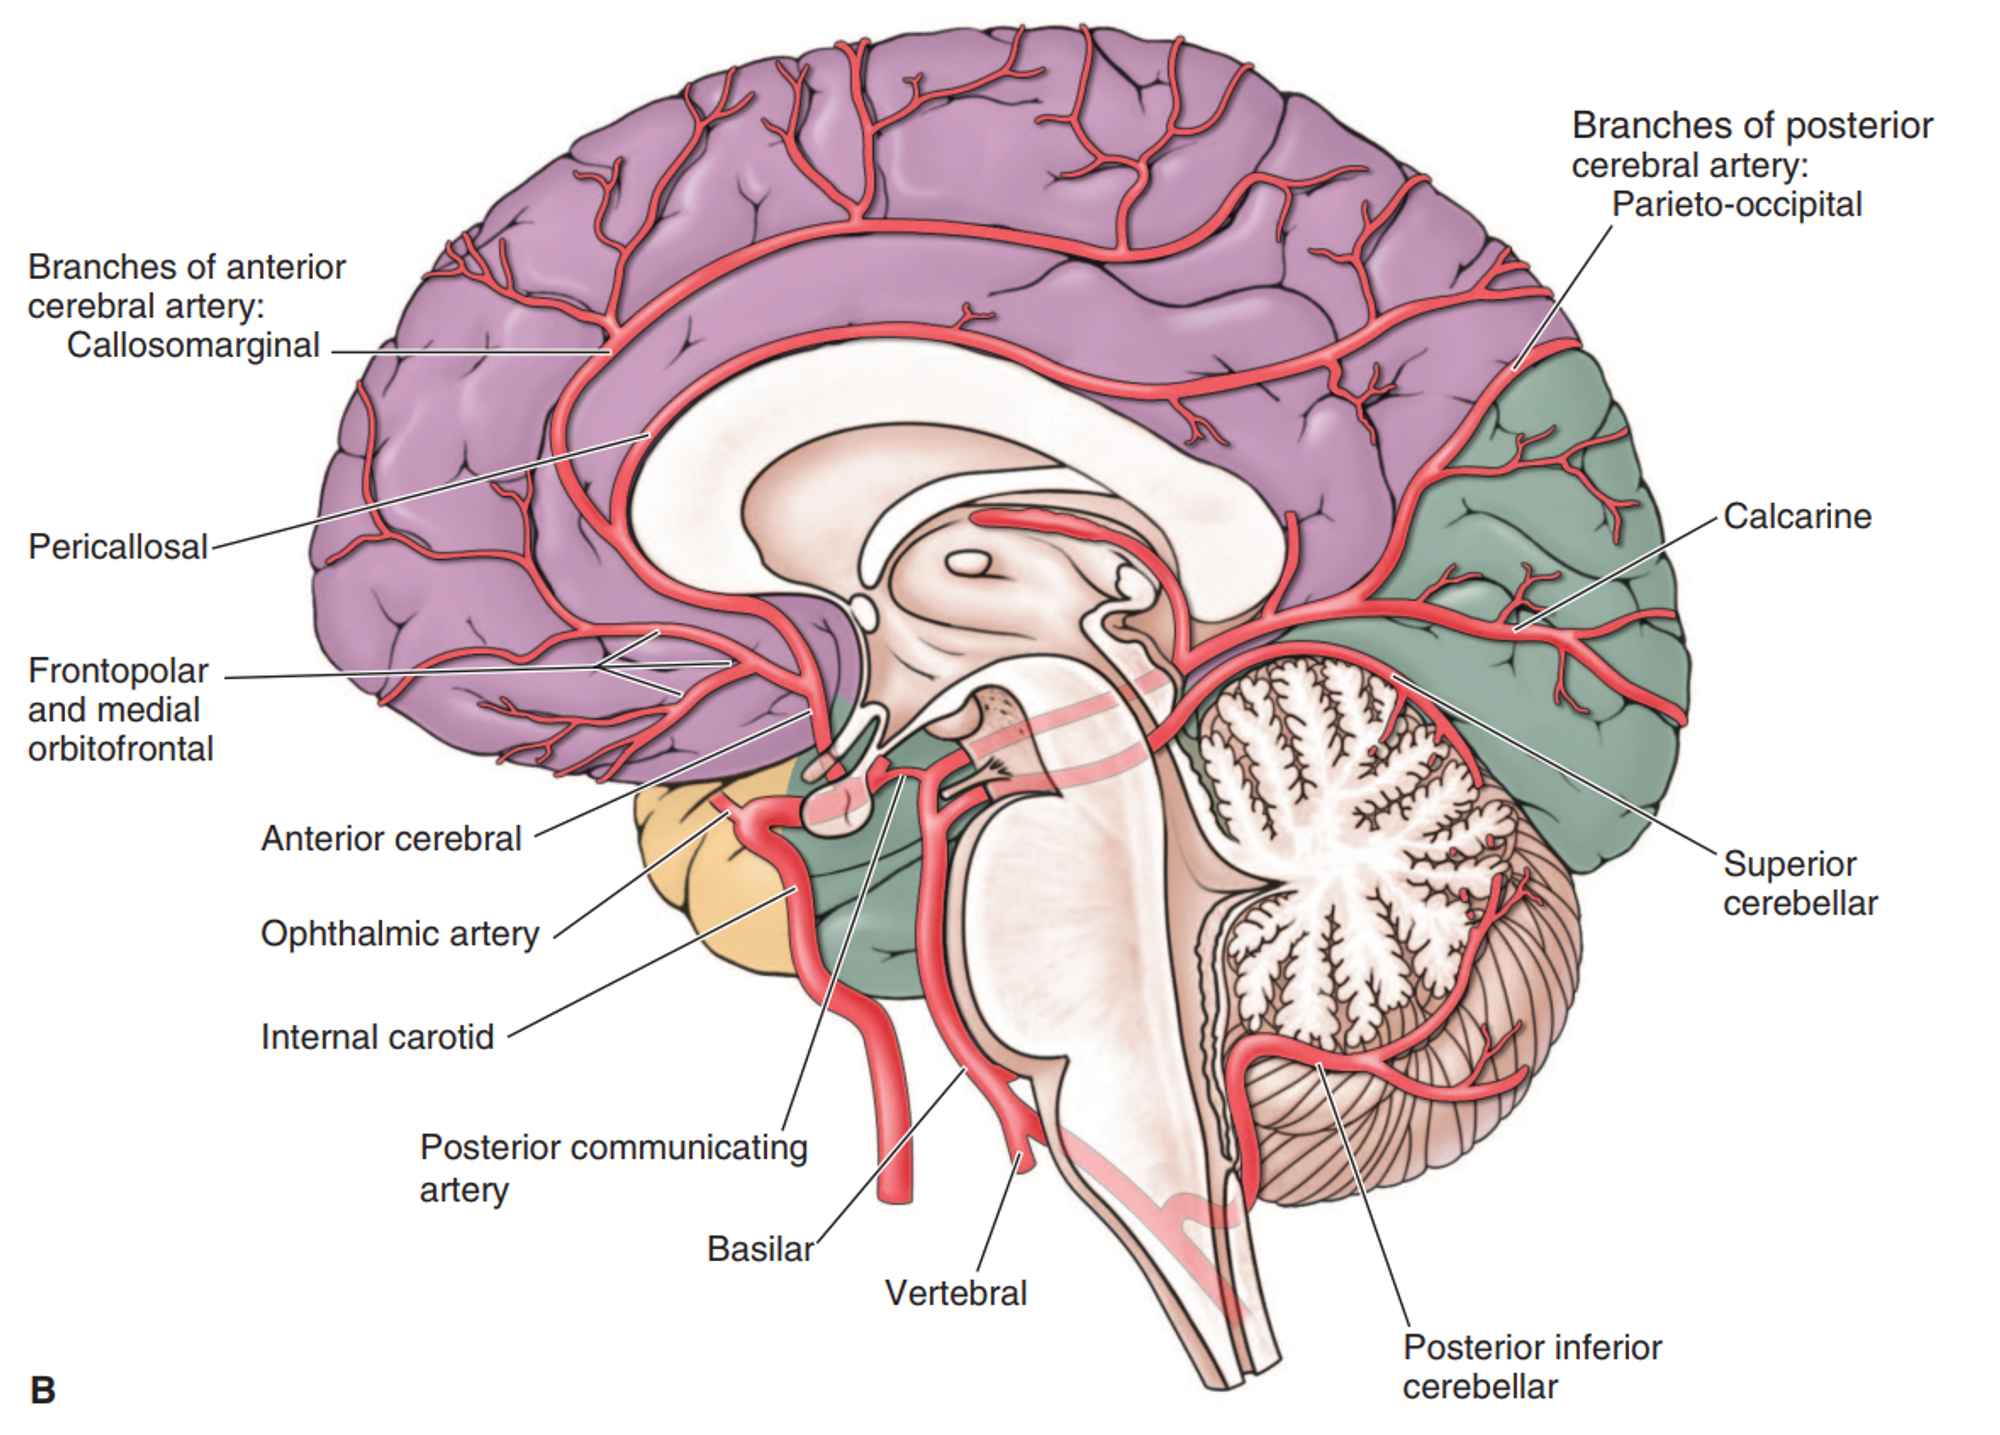 Branches of anterior
cerebral artery:
Callosomarginal
Pericallosal
Frontopolar
and medial
orbitofrontal
Anterior cerebral
Ophthalmic artery
Internal carotid
Posterior communicating
artery
Basilar
Vertebral
Branches of posterior
cerebral artery:
Parieto-occipital
Calcarine
Superior
cerebellar
Posterior inferior
cerebellar
B